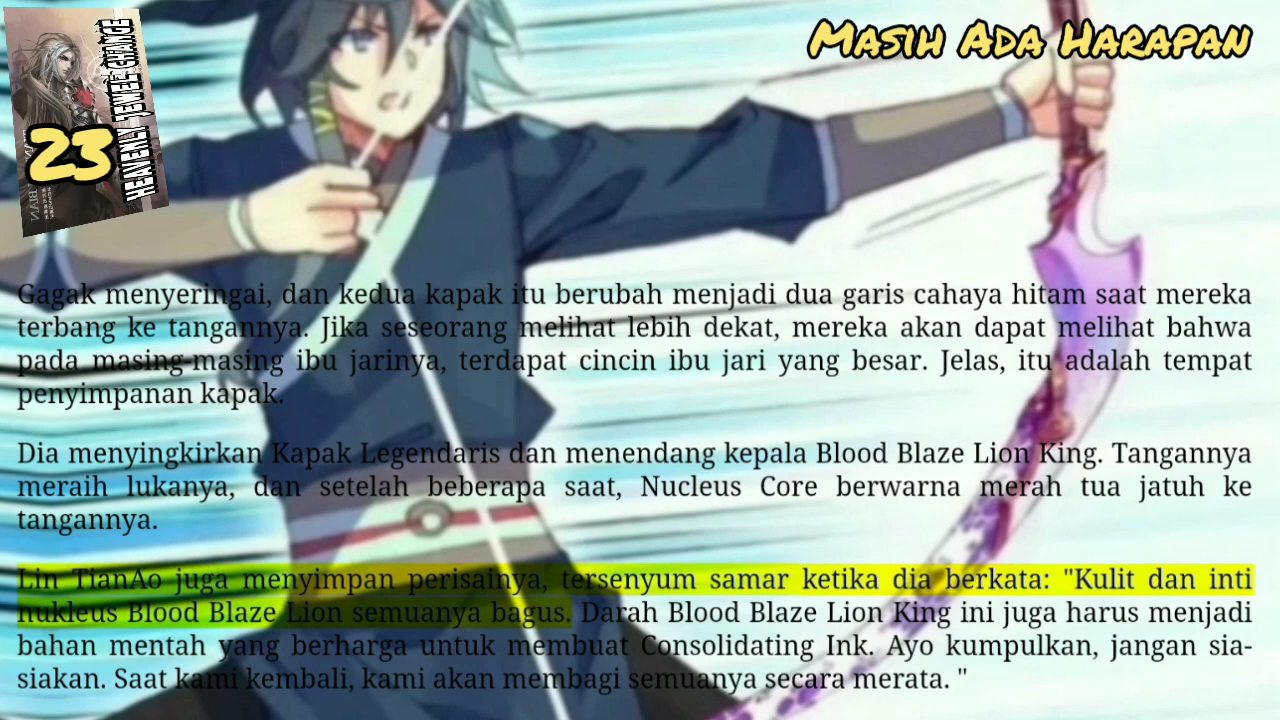 Masih Ada Harapan
HEAVENLY JEWEL CHANGE
23
Gagak menyeringai, dan kedua kapak itu berubah menjadi dua garis cahaya hitam saat mereka
terbang ke tangannya. Jika seseorang melihat lebih dekat, mereka akan dapat melihat bahwa
pada masing-masing ibu jarinya, terdapat cincin ibu jari yang besar. Jelas, itu adalah tempat
penyimpanan kapak.
Dia menyingkirkan Kapak Legendaris dan menendang kepala Blood Blaze Lion King. Tangannya
meraih lukanya, dan setelah beberapa saat, Nucleus Core berwarna merah tua jatuh ke
tangannya.
Lin TianAo juga menyimpan perisainya, tersenyum samar ketika dia berkata: "Kulit dan inti
nukleus Blood Blaze Lion semuanya bagus. Darah Blood Blaze Lion King ini juga harus menjadi
bahan mentah yang berharga untuk membuat Consolidating Ink. Ayo kumpulkan, jangan sia-
siakan. Saat kami kembali, kami akan membagi semuanya secara merata. "